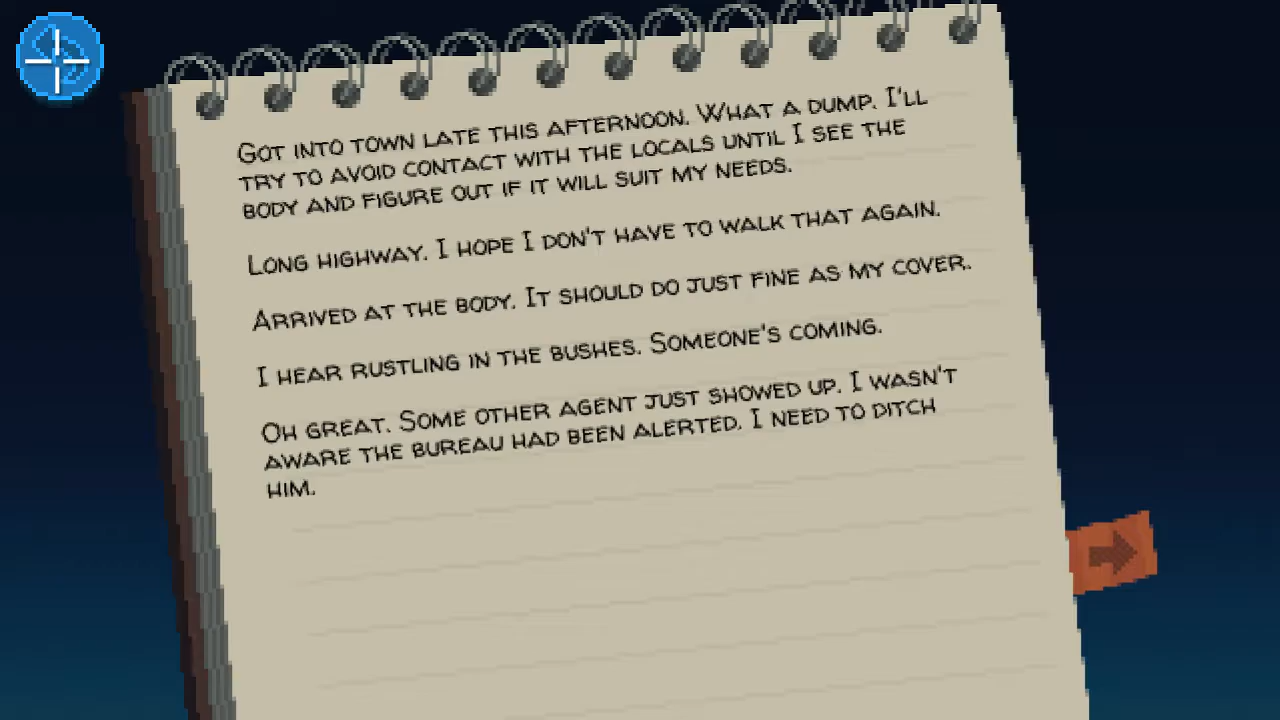 Got into town late this afternoon. What a dump. I'll
try to avoid contact with the locals until I see the
body and figure out if it will suit my needs.
Long highway. I hope I don't have to walk that again.
Arrived at the body. It should do just fine as my cover..
I hear rustling in the bushes. Someone's coming.
Oh great. Some other agent just showed up. I wasn't
aware the bureau had been alerted. I need to ditch
him.